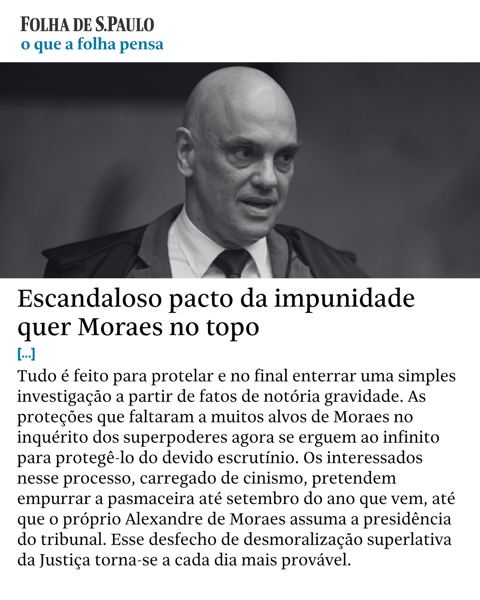 FOLHA DE S.PAULO
o que a folha pensa
Escandaloso pacto da impunidade
quer Moraes no topo
[...]
Tudo é feito para protelar e no final enterrar uma simples
investigação a partir de fatos de notória gravidade. As
proteções que faltaram a muitos alvos de Moraes no
inquérito dos superpoderes agora se erguem ao infinito
para protegê-lo do devido escrutínio. Os interessados
nesse processo, carregado de cinismo, pretendem
empurrar a pasmaceira até setembro do ano que vem, até
que o próprio Alexandre de Moraes assuma a presidência
do tribunal. Esse desfecho de desmoralização superlativa
da Justiça torna-se a cada dia mais provável.